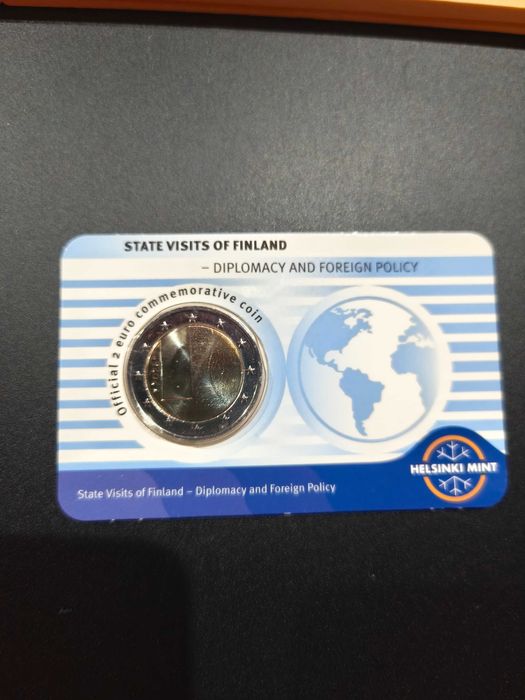 STATE VISITS OF FINLAND
– DIPLOMACY AND FOREIGN POLICY
Official 2 euro commemorative coin
HELSINKI MINT
State Visits of Finland – Diplomacy and Foreign Policy